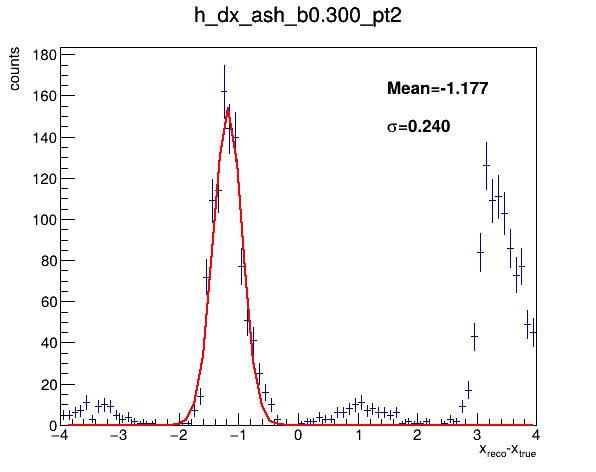 h_dx_ash_b0.300_pt2
counts
180
160
140
120
100
80
60
40
20
0
Mean=-1.177
σ=0.240
−4 −3 −2 −1 0 1 2 3 4
x_reco-x_true